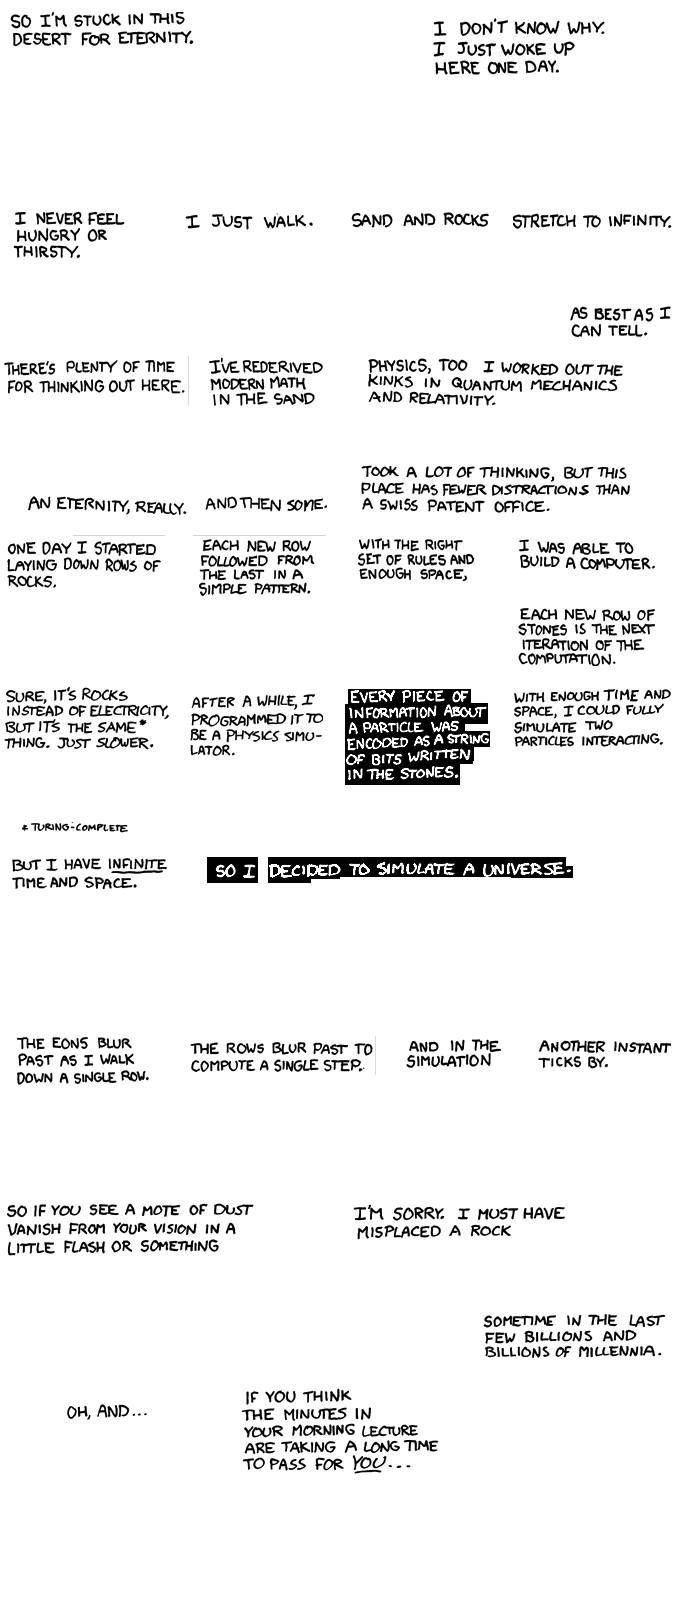 SO I'M STUCK IN THIS
DESERT FOR ETERNITY.
I DON'T KNOW WHY.
I JUST WOKE UP
HERE ONE DAY.
I NEVER FEEL
HUNGRY OR
THIRSTY.
I JUST WALK.
SAND AND ROCKS
STRETCH TO INFINITY.
AS BEST AS I
CAN TELL.
THERE'S PLENTY OF TIME
FOR THINKING OUT HERE.
I'VE REDERIVED
MODERN MATH
IN THE SAND
PHYSICS, TOO I WORKED OUT THE
KINKS IN QUANTUM MECHANICS
AND RELATIVITY.
AN ETERNITY, REALLY.
AND THEN SOME.
TOOK A LOT OF THINKING, BUT THIS
PLACE HAS FEWER DISTRACTIONS THAN
A SWISS PATENT OFFICE.
ONE DAY I STARTED
LAYING DOWN ROWS OF
ROCKS.
EACH NEW ROW
FOLLOWED FROM
THE LAST IN A
SIMPLE PATTERN.
WITH THE RIGHT
SET OF RULES AND
ENOUGH SPACE,
I WAS ABLE TO
BUILD A COMPUTER.
EACH NEW ROW OF
STONES IS THE NEXT
ITERATION OF THE
COMPUTATION.
SURE, IT'S ROCKS
INSTEAD OF ELECTRICITY,
BUT IT'S THE SAME*
THING. JUST SLOWER.
* TURING-COMPLETE
AFTER A WHILE, I
PROGRAMMED IT TO
BE A PHYSICS SIMU-
LATOR.
EVERY PIECE OF
INFORMATION ABOUT
A PARTICLE WAS
ENCODED AS A STRING
OF BITS WRITTEN
IN THE STONES.
WITH ENOUGH TIME AND
SPACE, I COULD FULLY
SIMULATE TWO
PARTICLES INTERACTING.
BUT I HAVE INFINITE
TIME AND SPACE.
SO I DECIDED TO SIMULATE A UNIVERSE.
THE EONS BLUR
PAST AS I WALK
DOWN A SINGLE ROW.
THE ROWS BLUR PAST TO
COMPUTE A SINGLE STEP.
AND IN THE
SIMULATION
ANOTHER INSTANT
TICKS BY.
SO IF YOU SEE A MOTE OF DUST
VANISH FROM YOUR VISION IN A
LITTLE FLASH OR SOMETHING
I'M SORRY. I MUST HAVE
MISPLACED A ROCK
SOMETIME IN THE LAST
FEW BILLIONS AND
BILLIONS OF MILLENNIA.
OH, AND...
IF YOU THINK
THE MINUTES IN
YOUR MORNING LECTURE
ARE TAKING A LONG TIME
TO PASS FOR YOU...